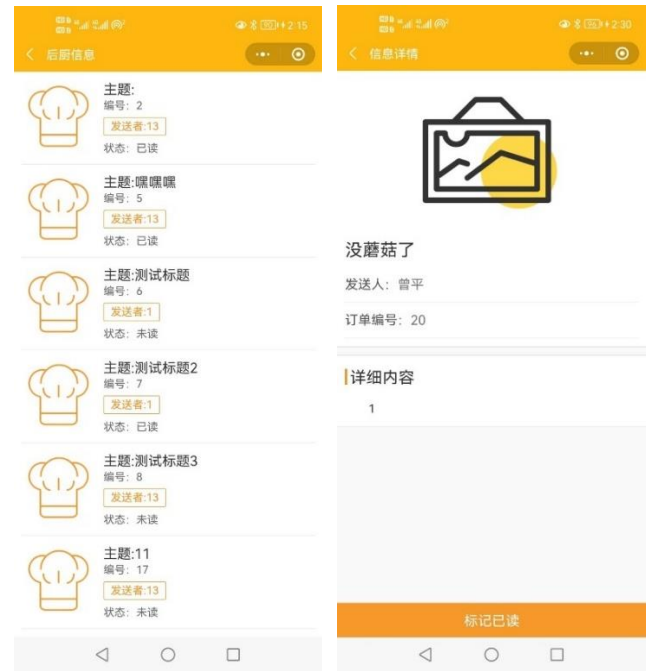 2:15
后厨信息
主题:
编号: 2
发送者:13
状态: 已读
主题:嘿嘿嘿
编号: 5
发送者:13
状态: 已读
主题:测试标题
编号: 6
发送者:1
状态: 未读
主题:测试标题2
编号: 7
发送者:1
状态: 已读
主题:测试标题3
编号: 8
发送者:13
状态: 未读
主题:11
编号: 17
发送者:13
状态: 未读
2:30
信息详情
没蘑菇了
发送人: 曾平
订单编号: 20
详细内容
1
标记已读